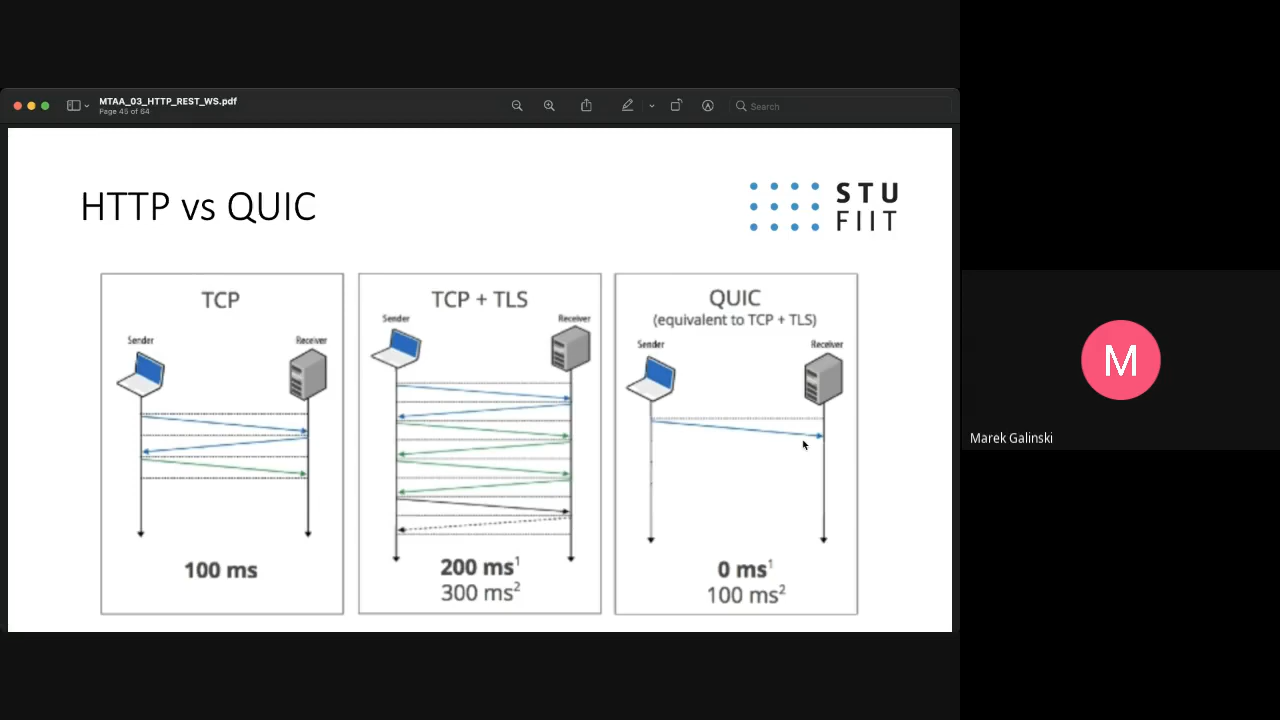 MTAA_03_HTTP_REST_WS.pdf
Page 45 of 64
Search
HTTP vs QUIC
STU
FIIT
TCP
Sender
Receiver
100 ms
TCP + TLS
Sender
Receiver
200 ms¹
300 ms²
QUIC
(equivalent to TCP + TLS)
Sender
Receiver
0 ms¹
100 ms²
M
Marek Galinski